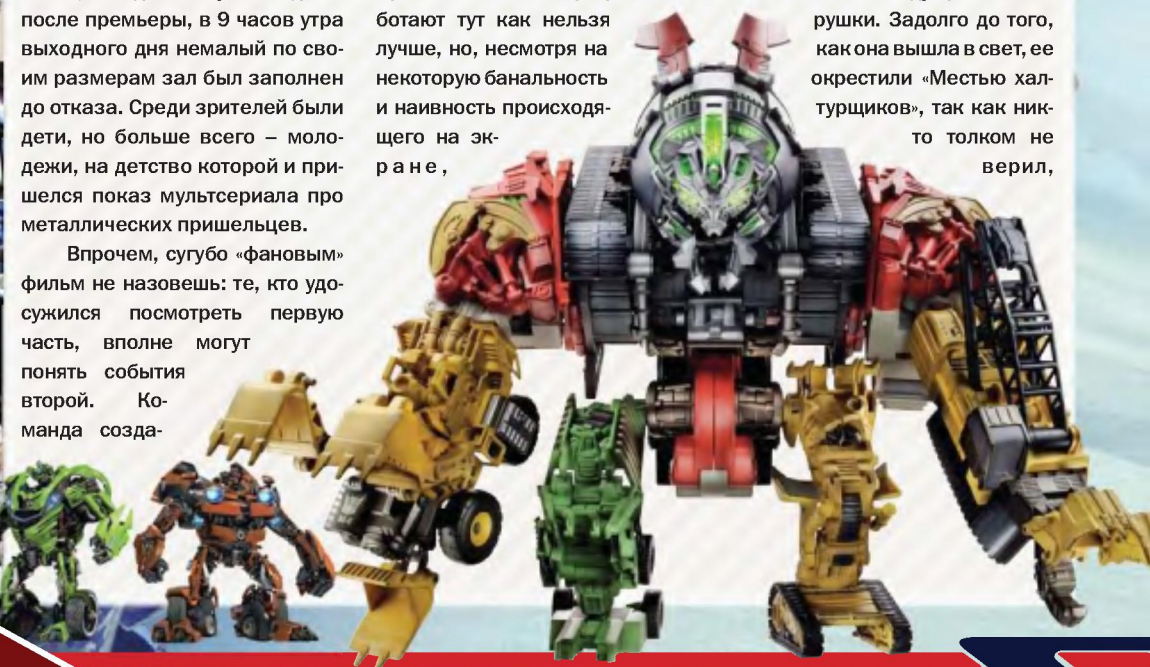 после премьеры, в 9 часов утра
выходного дня немалый по сво-
им размерам зал был заполнен
до отказа. Среди зрителей были
дети, но больше всего – моло-
дежи, на детство которой и при-
шелся показ мультсериала про
металлических пришельцев.
Впрочем, сугубо «фановым»
фильм не назовешь: те, кто удо-
сужился посмотреть первую
часть, вполне могут
понять события
второй. Ко-
манда созда-
ботают тут как нельзя
лучше, но, несмотря на
некоторую банальность
и наивность происходя-
щего на эк-
ране,
рушки. Задолго до того,
как она вышла в свет, ее
окрестили «Местью хал-
турщиков», так как ник-
то толком не
верил,